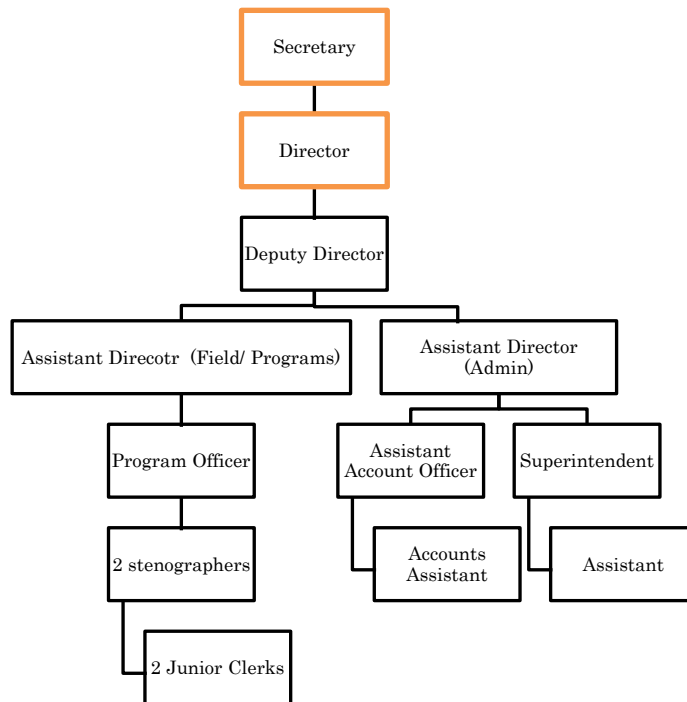 Secretary
Director
Deputy Director
Assistant Direcotr (Field/ Programs)
Assistant Director
(Admin)
Program Officer
Assistant
Account Officer
Superintendent
2 stenographers
Accounts
Assistant
Assistant
2 Junior Clerks